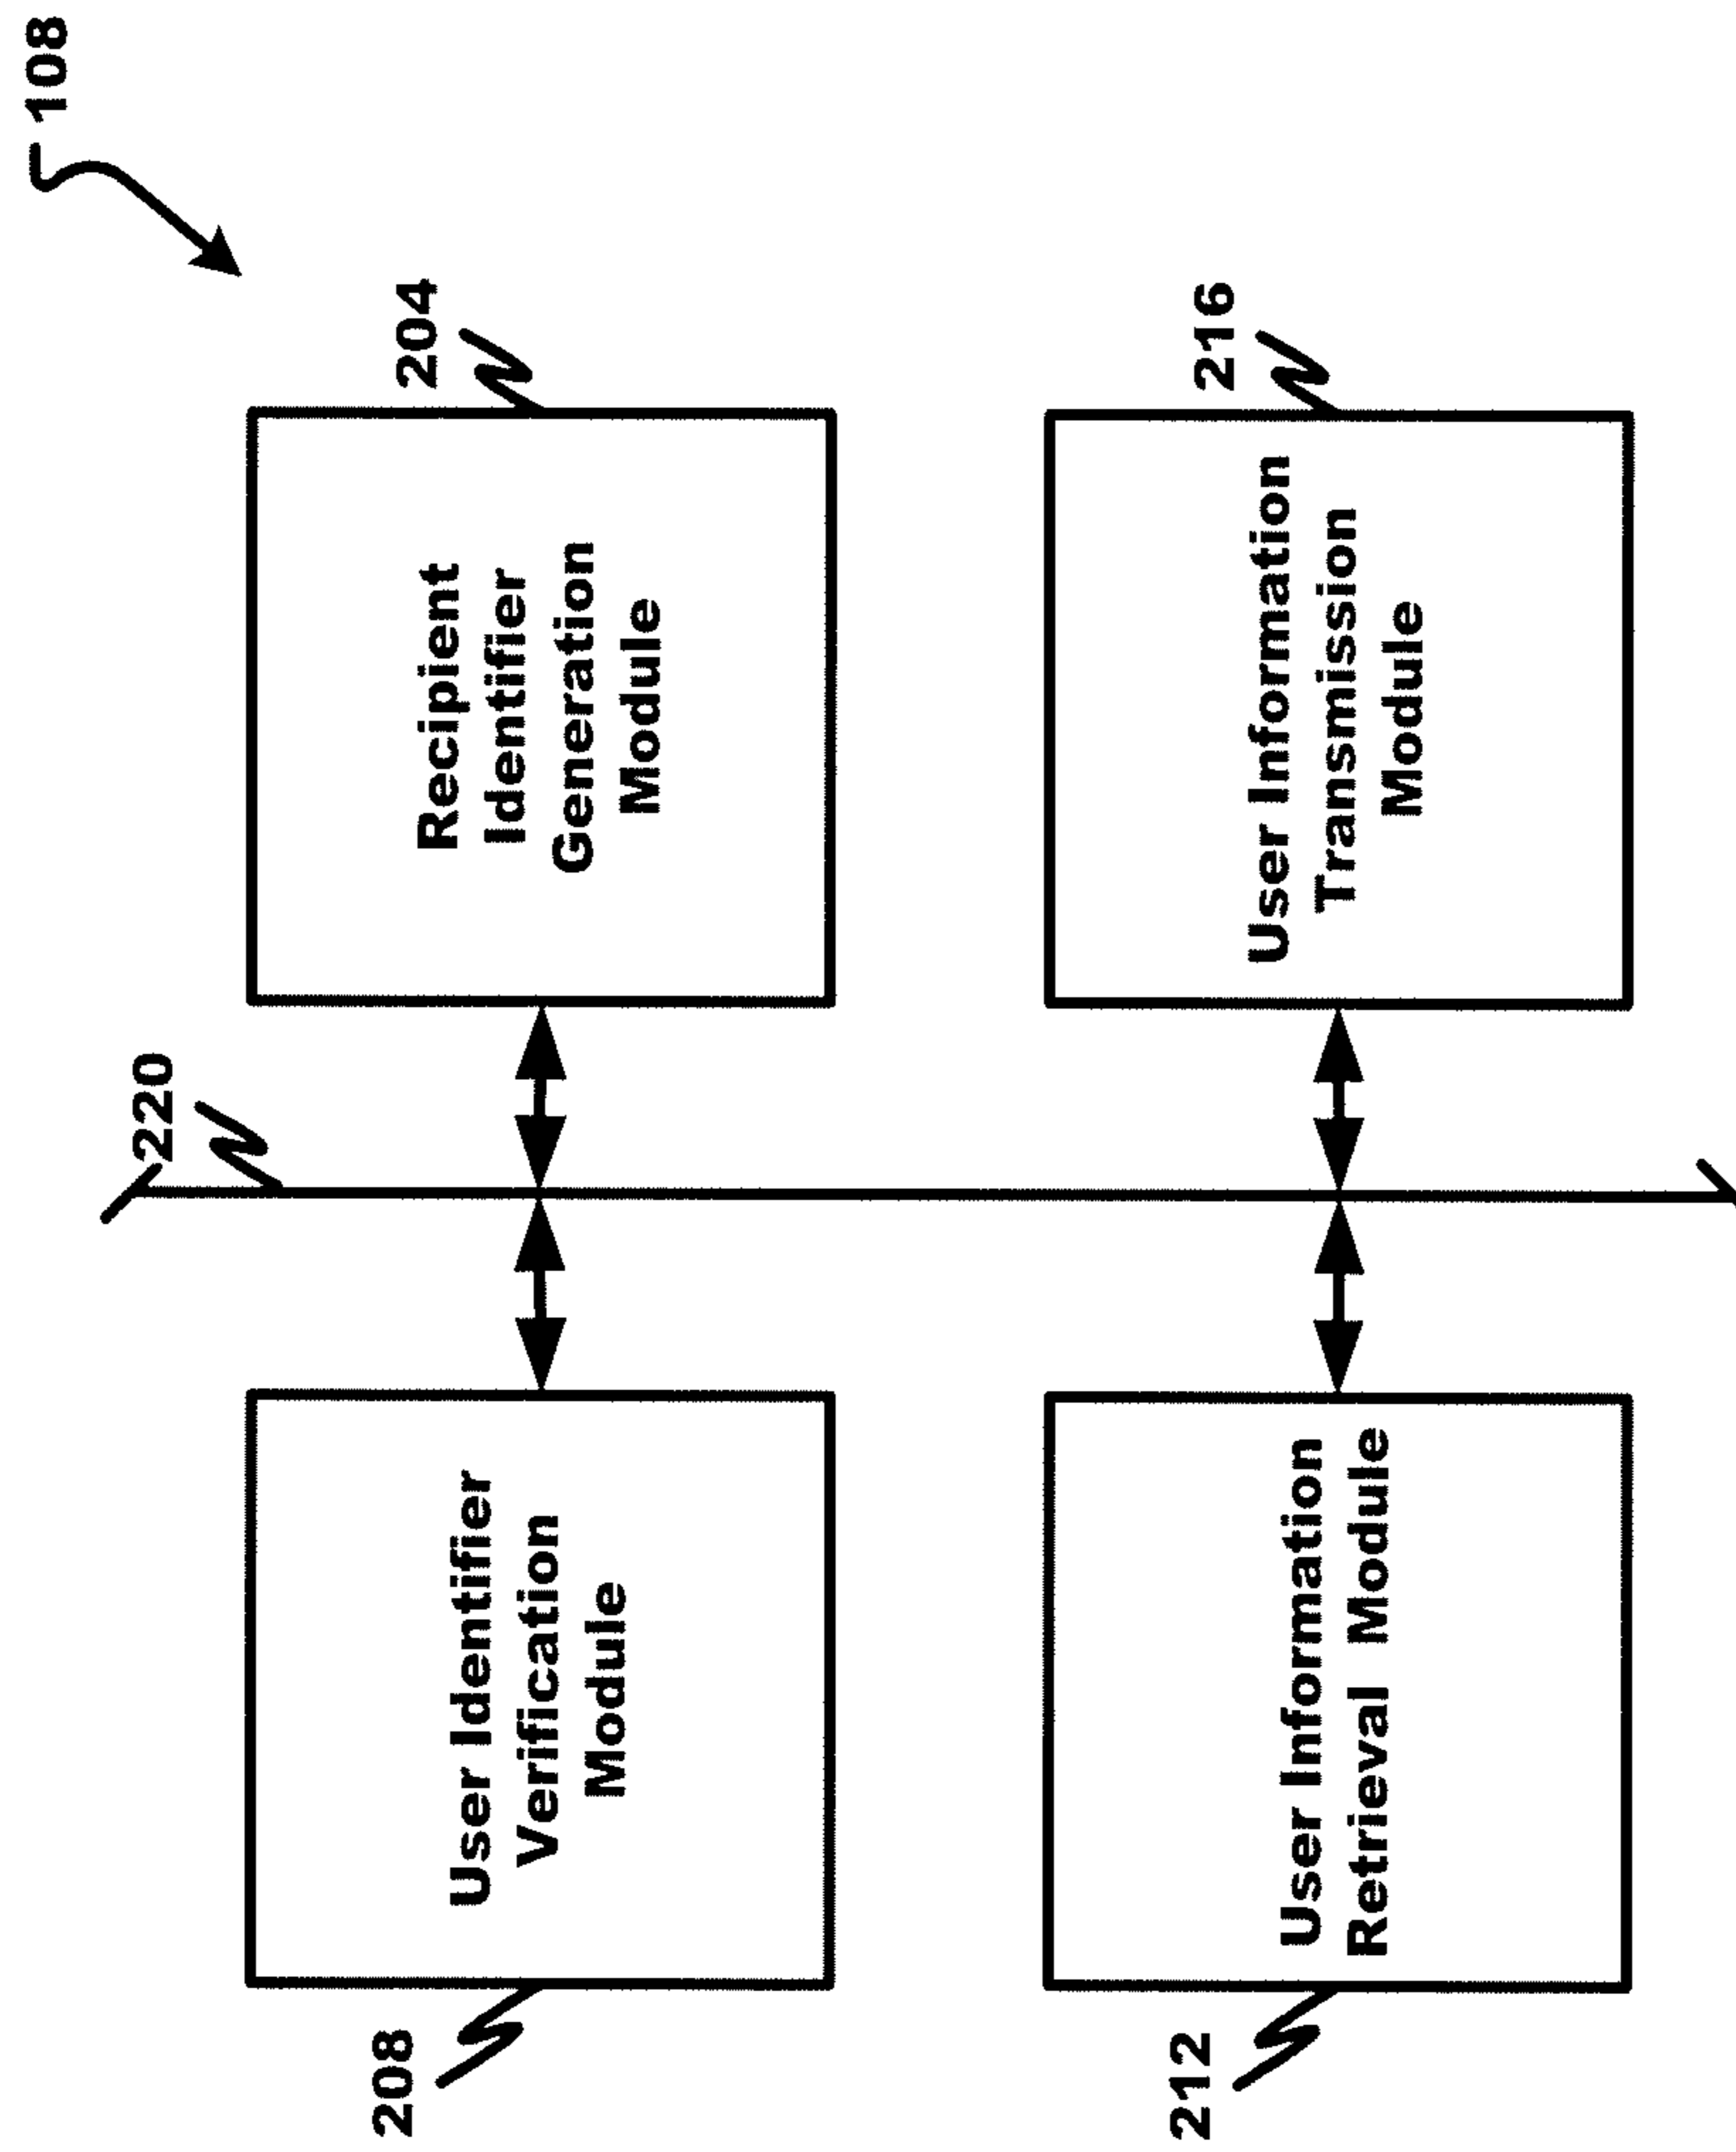 108
220
208
User Identifier
Verification
Module
204
Recipient
Identifier
Generation
Module
212
User Information
Retrieval Module
216
User Information
Transmission
Module